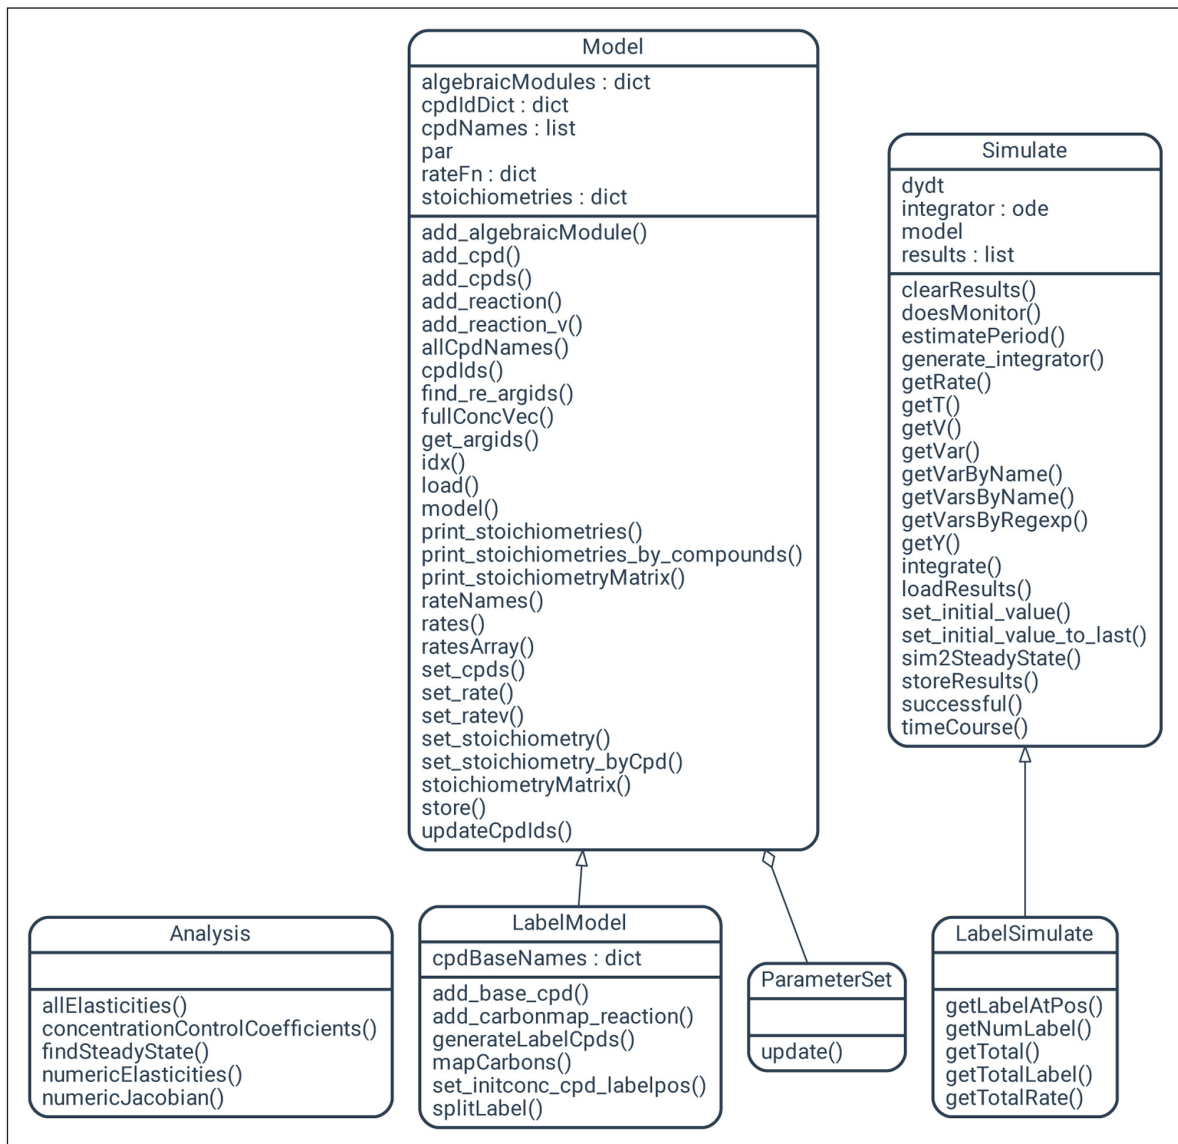 Model
algebraicModules : dict
cpdIdDict : dict
cpdNames : list
par
rateFn : dict
stoichiometries : dict
add_algebraicModule()
add_cpd()
add_cpds()
add_reaction()
add_reaction_v()
allCpdNames()
cpdIds()
find_re_argids()
fullConcVec()
get_argids()
idx()
load()
model()
print_stoichiometries()
print_stoichiometries_by_compounds()
print_stoichiometryMatrix()
rateNames()
rates()
ratesArray()
set_cpds()
set_rate()
set_ratev()
set_stoichiometry()
set_stoichiometry_byCpd()
stoichiometryMatrix()
store()
updateCpdIds()
Simulate
dydt
integrator : ode
model
results : list
clearResults()
doesMonitor()
estimatePeriod()
generate_integrator()
getRate()
getT()
getV()
getVar()
getVarByName()
getVarsByName()
getVarsByRegexp()
getY()
integrate()
loadResults()
set_initial_value()
set_initial_value_to_last()
sim2SteadyState()
storeResults()
successful()
timeCourse()
Analysis
allElasticities()
concentrationControlCoefficients()
findSteadyState()
numericElasticities()
numericJacobian()
LabelModel
cpdBaseNames : dict
add_base_cpd()
add_carbonmap_reaction()
generateLabelCpds()
mapCarbons()
set_initconc_cpd_labelpos()
splitLabel()
ParameterSet
update()
LabelSimulate
getLabelAtPos()
getNumLabel()
getTotal()
getTotalLabel()
getTotalRate()